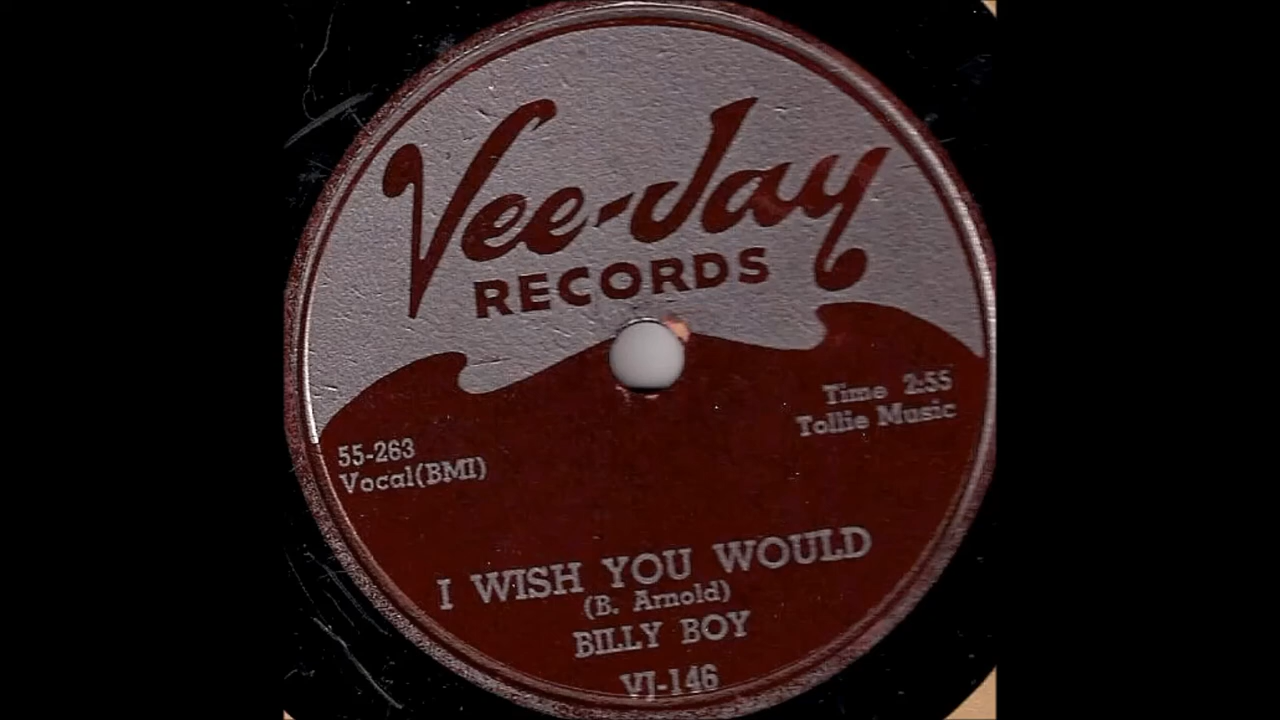 Vee-Jay
RECORDS
Time 2:55
Tollie Music
55-263
Vocal(BMI)
I WISH YOU WOULD
(B. Arnold)
BILLY BOY
VJ-146